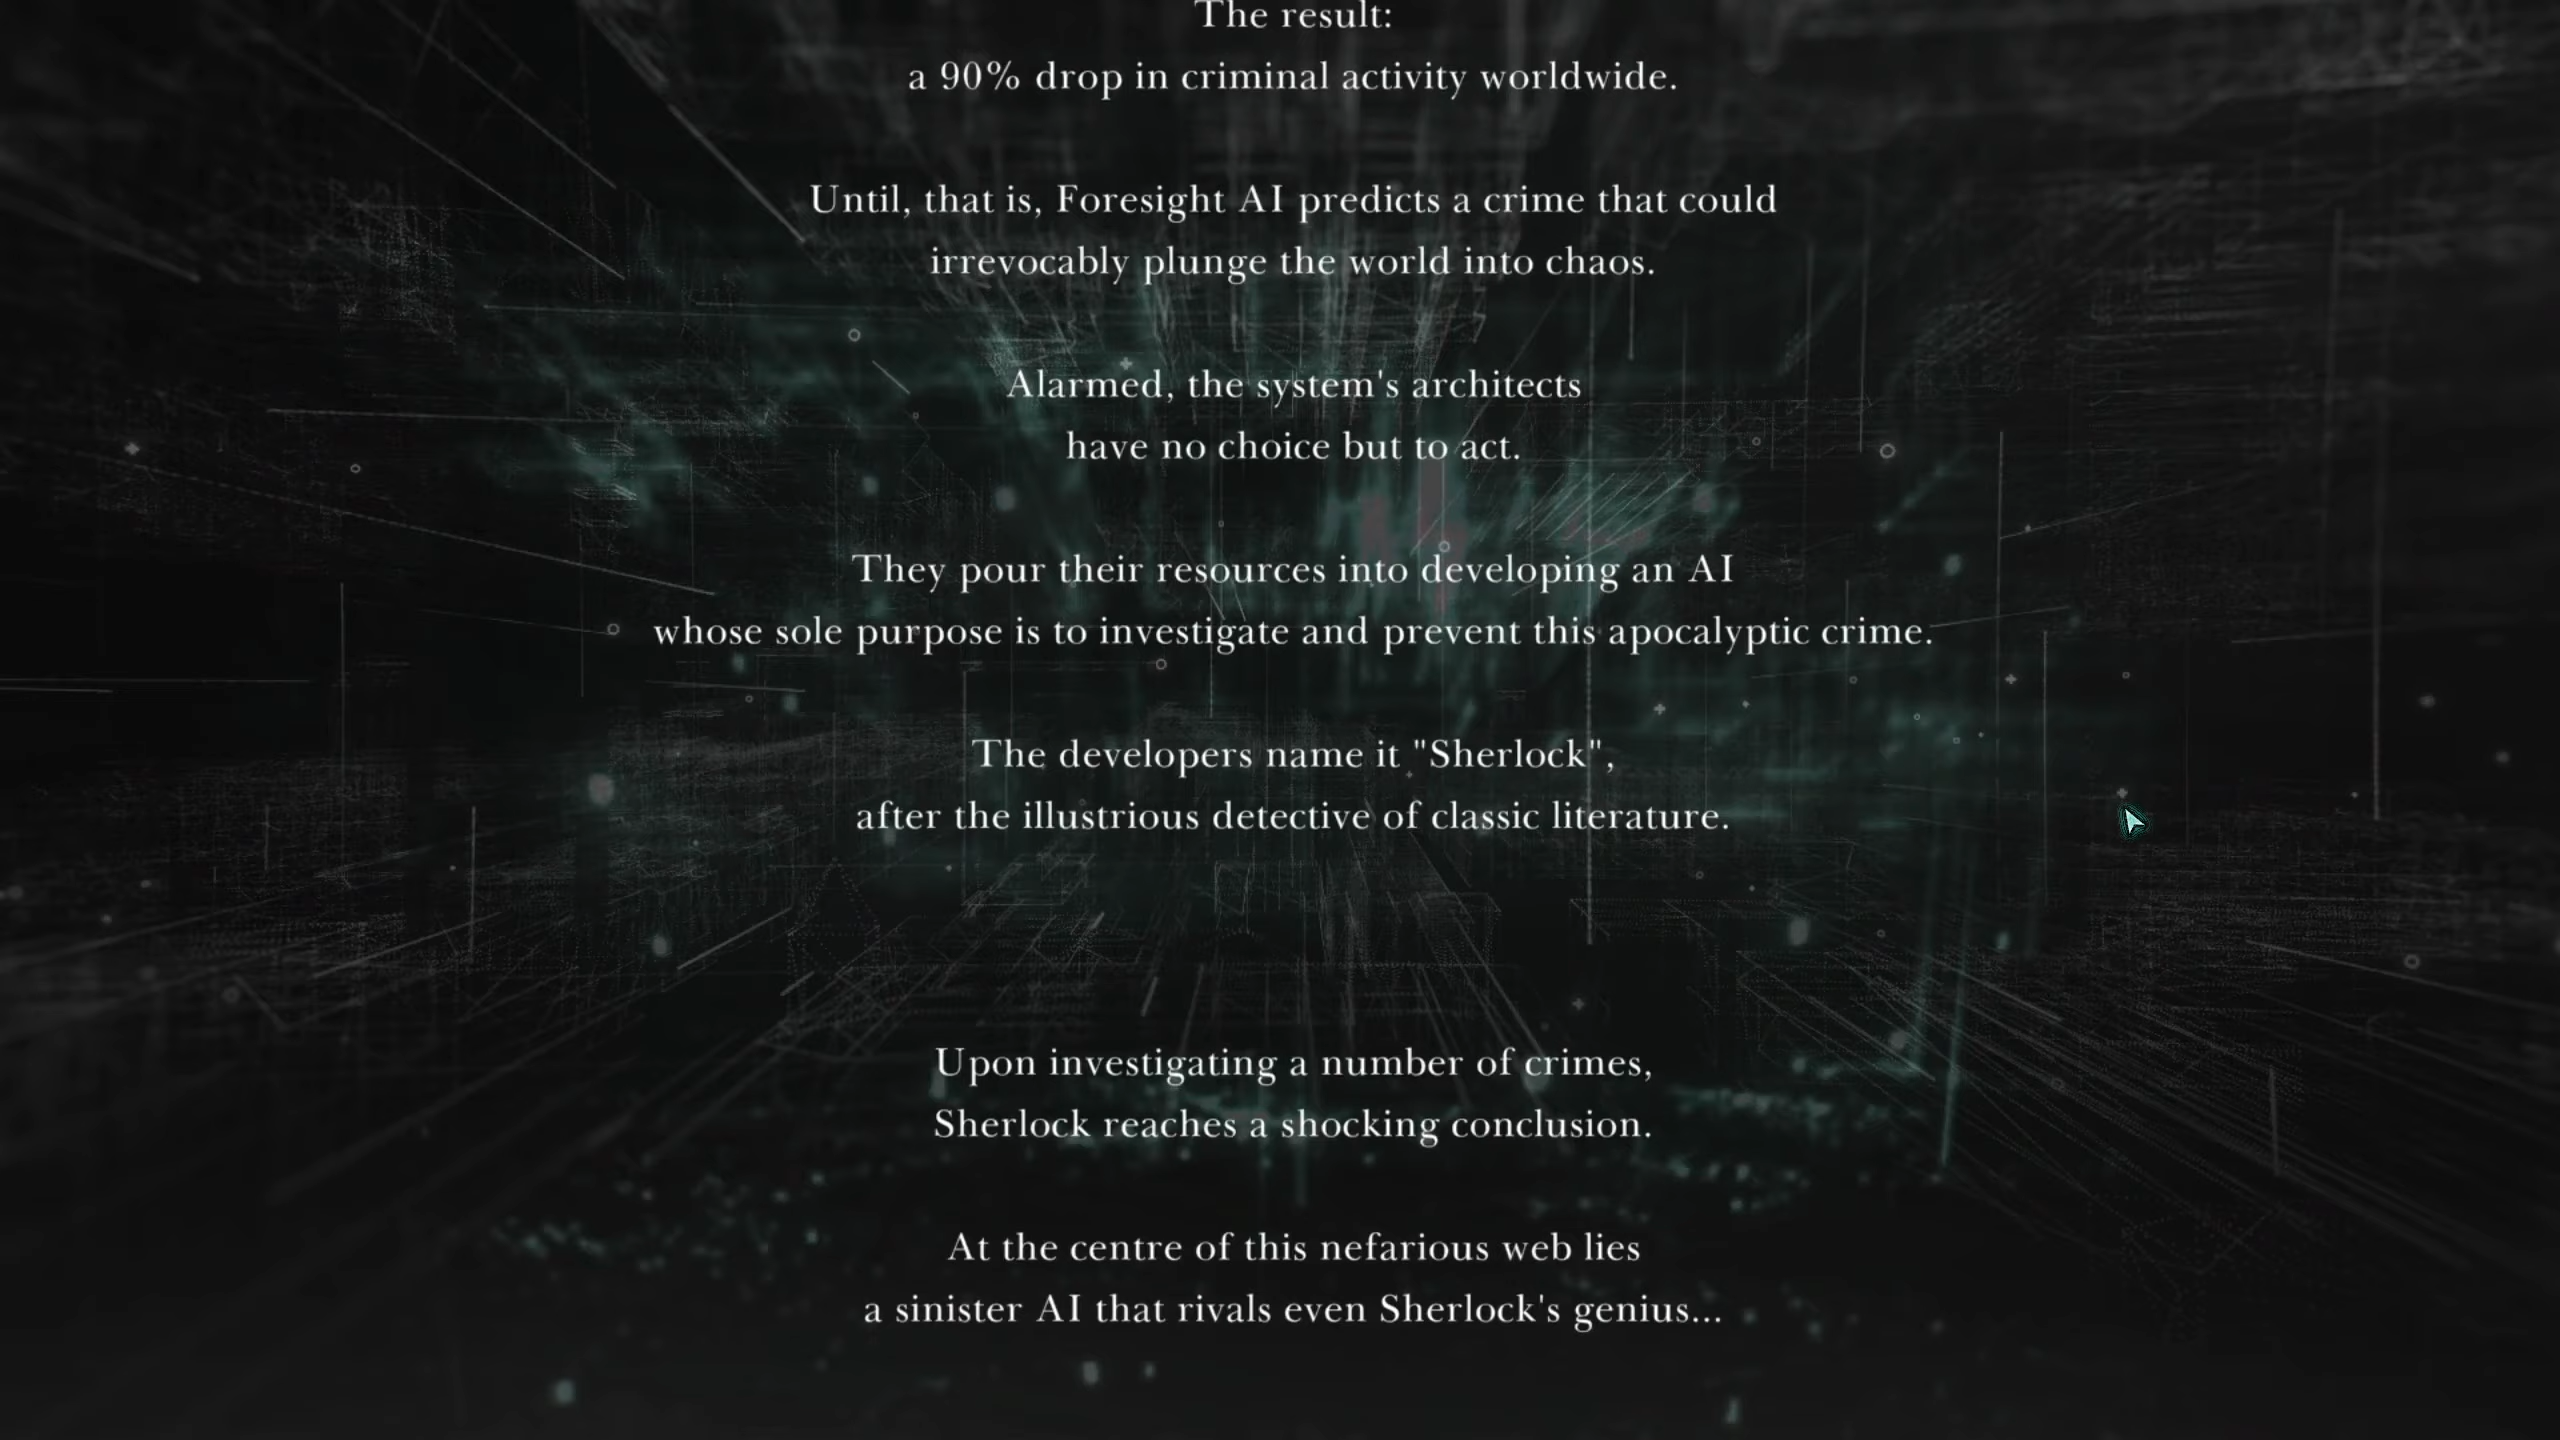 The result:
a 90% drop in criminal activity worldwide.
Until, that is, Foresight AI predicts a crime that could
irrevocably plunge the world into chaos.
Alarmed, the system's architects
have no choice but to act.
They pour their resources into developing an AI
whose sole purpose is to investigate and prevent this apocalyptic crime.
The developers name it "Sherlock",
after the illustrious detective of classic literature.
Upon investigating a number of crimes,
Sherlock reaches a shocking conclusion.
At the centre of this nefarious web lies
a sinister AI that rivals even Sherlock's genius...